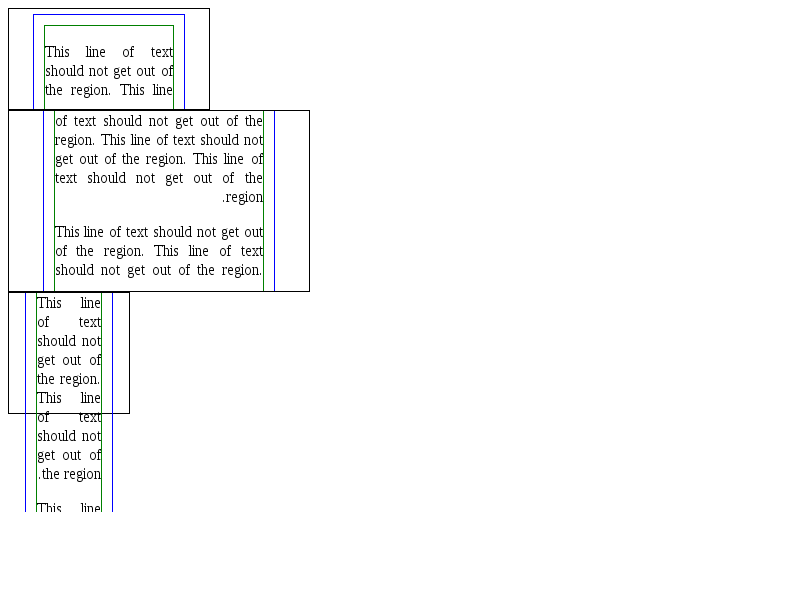 This line of text
should not get out of
the region. This line
of text should not get out of the
region. This line of text should not
get out of the region. This line of
text should not get out of the
.region
This line of text should not get out
of the region. This line of text
should not get out of the region.
This line
of text
should not
get out of
the region.
This line
of text
should not
get out of
.the region
This line